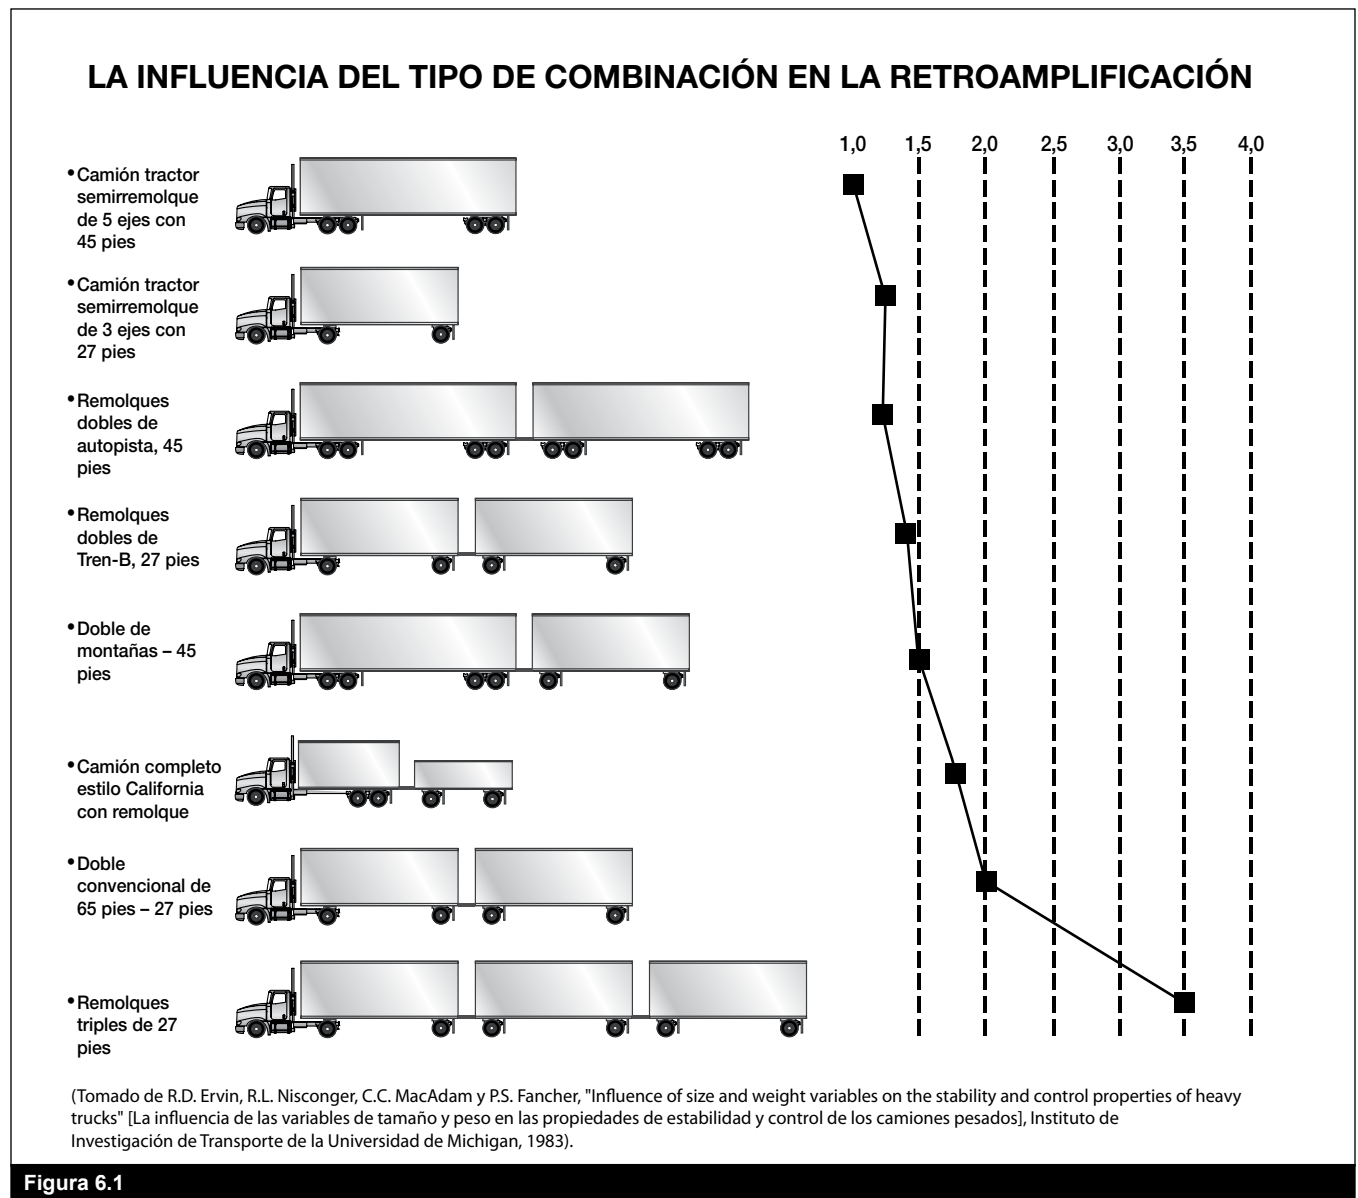 LA INFLUENCIA DEL TIPO DE COMBINACIÓN EN LA RETROAMPLIFICACIÓN
1,0 1,5 2,0 2,5 3,0 3,5 4,0
•Camión tractor
semirremolque
de 5 ejes con
45 pies
•Camión tractor
semirremolque
de 3 ejes con
27 pies
•Remolques
dobles de
autopista, 45
pies
•Remolques
dobles de
Tren-B, 27 pies
•Doble de
montañas – 45
pies
•Camión completo
estilo California
con remolque
•Doble
convencional de
65 pies – 27 pies
•Remolques
triples de 27
pies
(Tomado de R.D. Ervin, R.L. Nisconger, C.C. MacAdam y P.S. Fancher, "Influence of size and weight variables on the stability and control properties of heavy
trucks" [La influencia de las variables de tamaño y peso en las propiedades de estabilidad y control de los camiones pesados], Instituto de
Investigación de Transporte de la Universidad de Michigan, 1983).
Figura 6.1